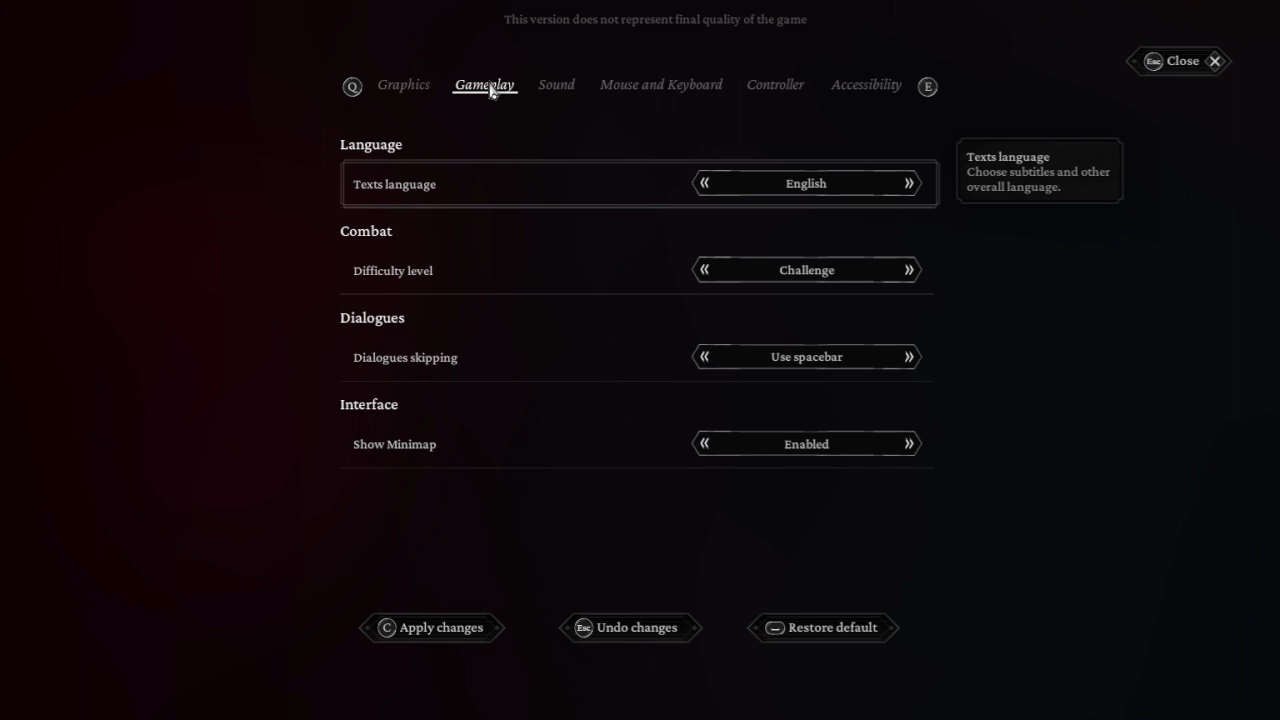 This version does not represent final quality of the game
Esc Close
Q Graphics Gameplay Sound Mouse and Keyboard Controller Accessibility E
Language
Texts language « English »
Texts language
Choose subtitles and other
overall language.
Combat
Difficulty level « Challenge »
Dialogues
Dialogues skipping « Use spacebar »
Interface
Show Minimap « Enabled »
C Apply changes Esc Undo changes Restore default